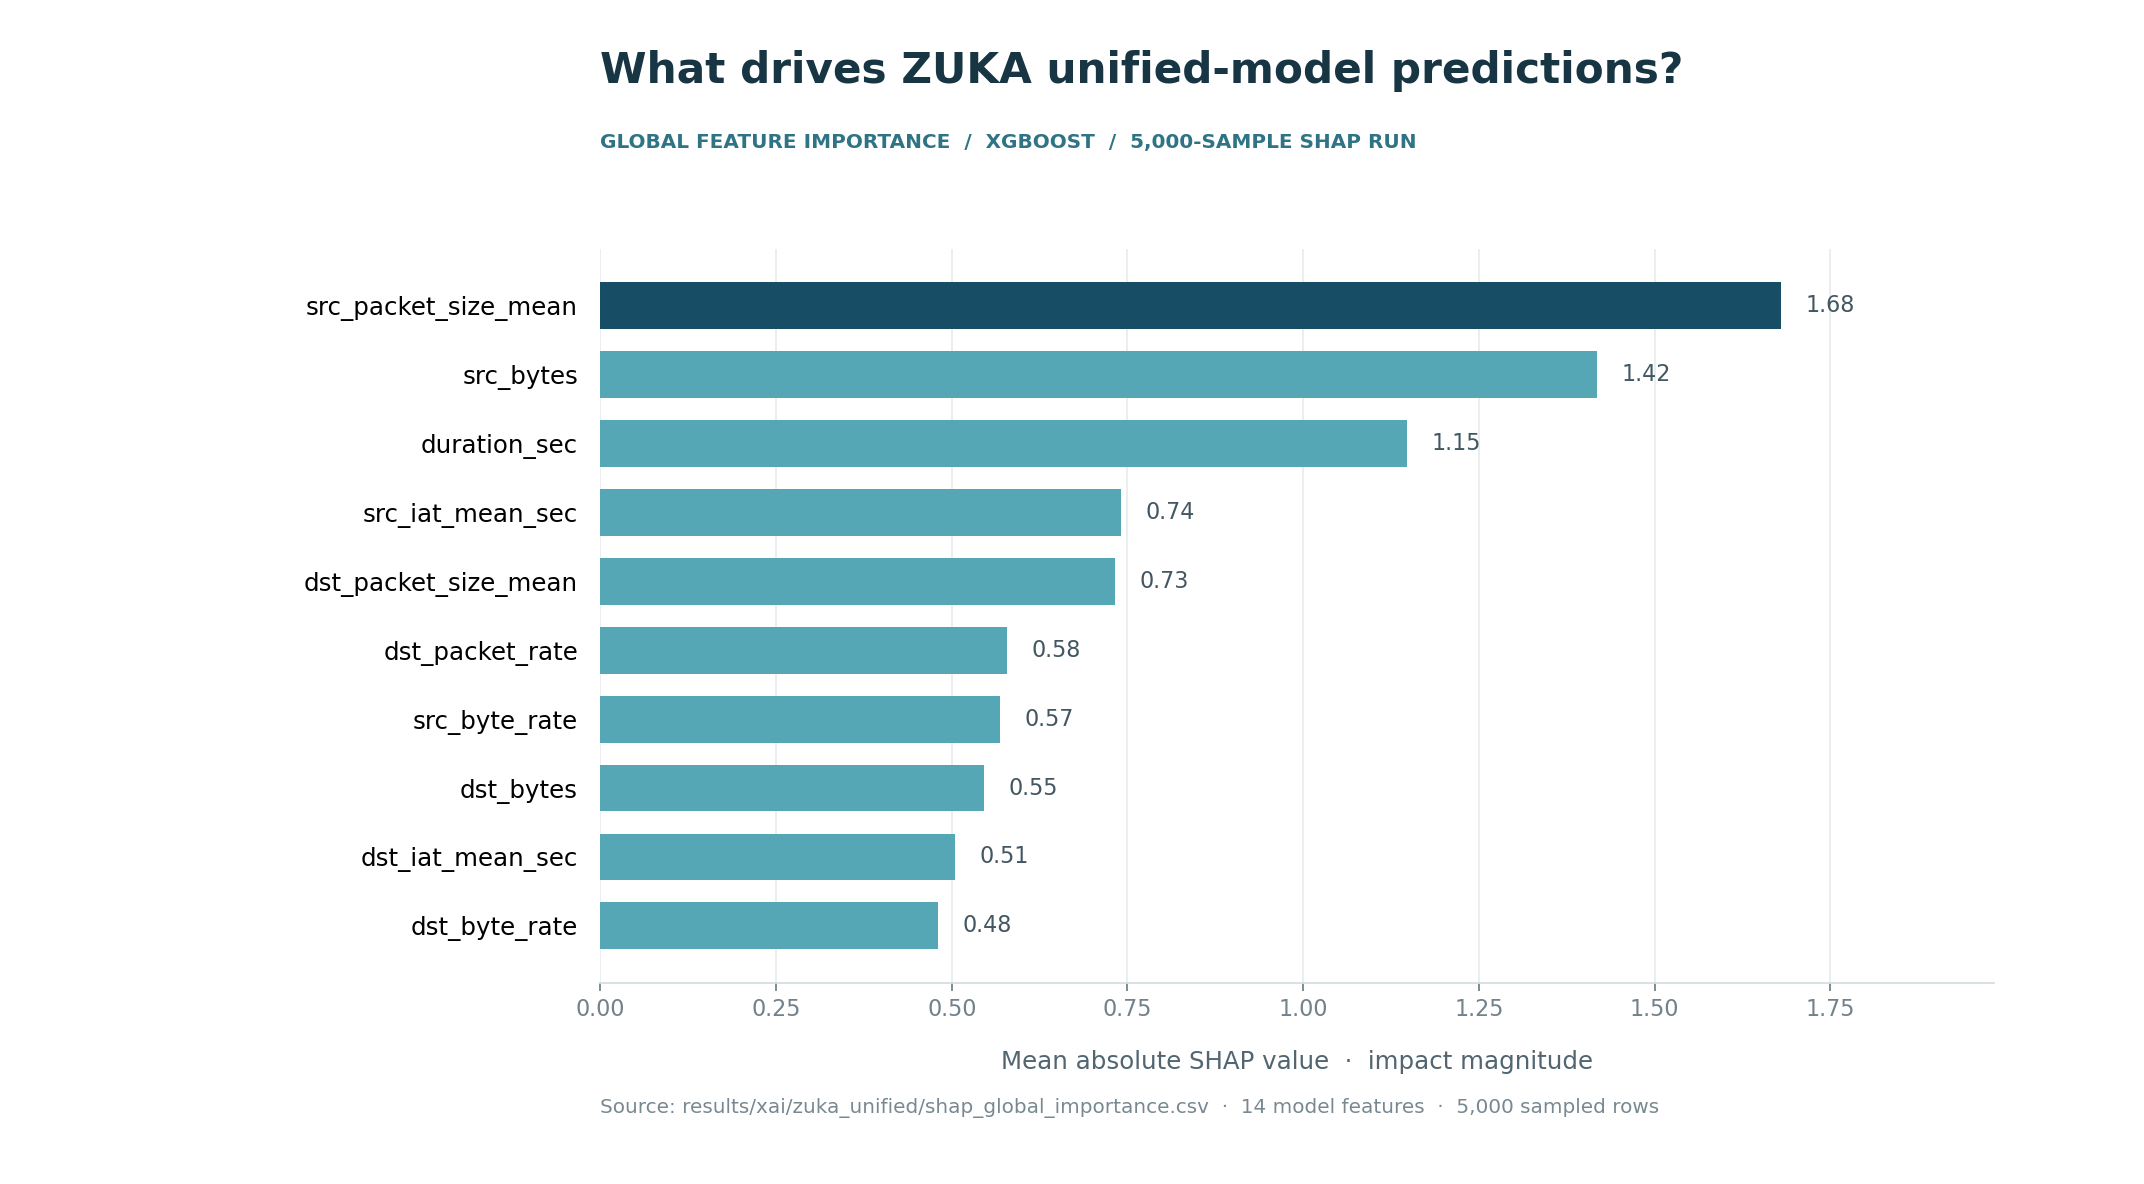 What drives ZUKA unified-model predictions?
GLOBAL FEATURE IMPORTANCE / XGBOOST / 5,000-SAMPLE SHAP RUN
src_packet_size_mean 1.68
src_bytes 1.42
duration_sec 1.15
src_iat_mean_sec 0.74
dst_packet_size_mean 0.73
dst_packet_rate 0.58
src_byte_rate 0.57
dst_bytes 0.55
dst_iat_mean_sec 0.51
dst_byte_rate 0.48
0.00 0.25 0.50 0.75 1.00 1.25 1.50 1.75
Mean absolute SHAP value · impact magnitude
Source: results/xai/zuka_unified/shap_global_importance.csv · 14 model features · 5,000 sampled rows